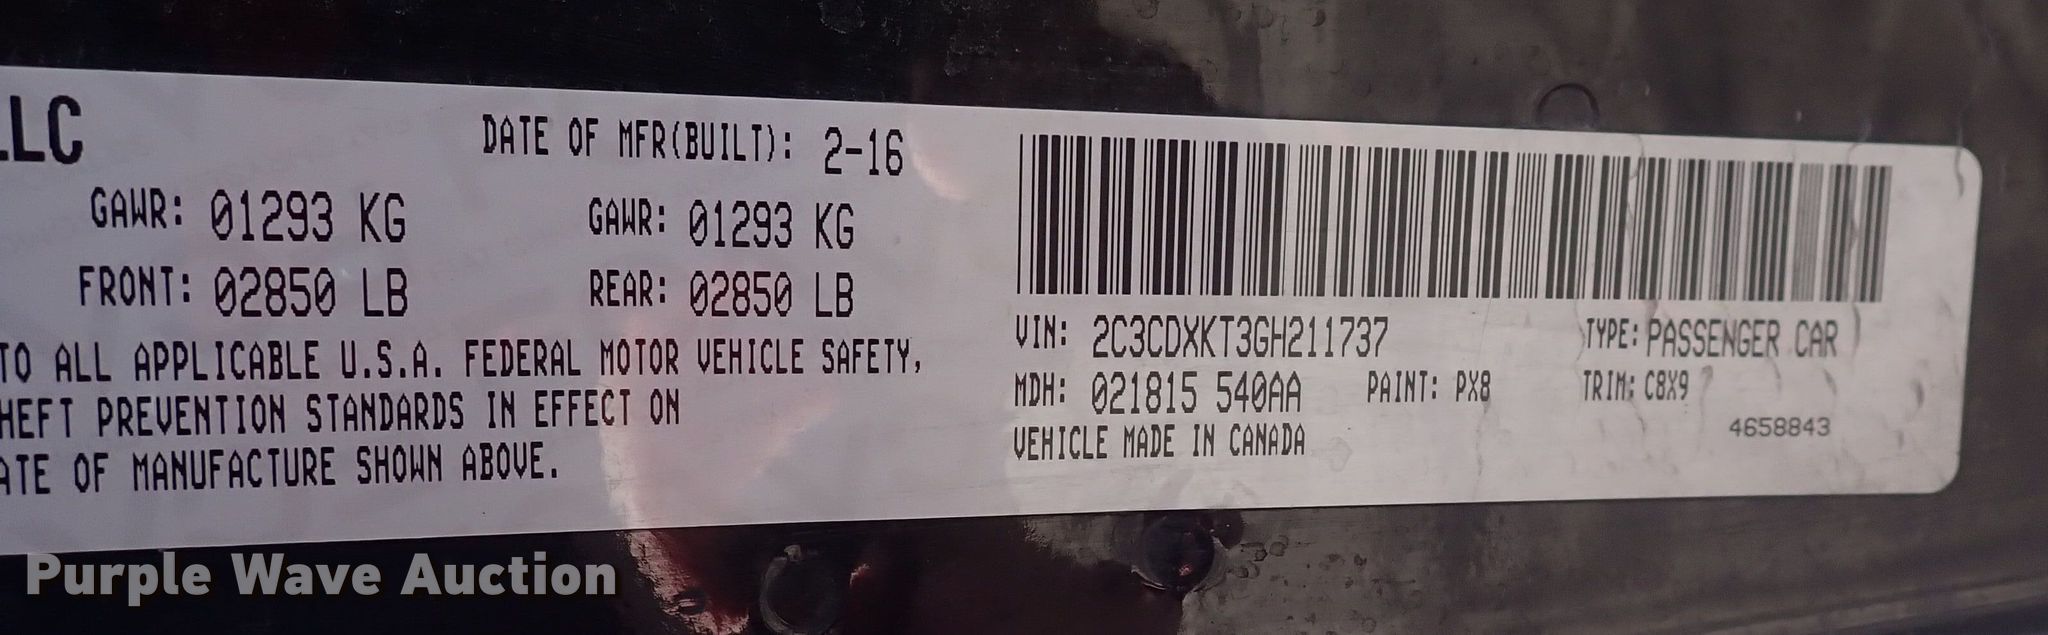 LLC
DATE OF MFR(BUILT): 2-16
GAWR: 01293 KG GAWR: 01293 KG
FRONT: 02850 LB REAR: 02850 LB
TO ALL APPLICABLE U.S.A. FEDERAL MOTOR VEHICLE SAFETY,
HEFT PREVENTION STANDARDS IN EFFECT ON
ATE OF MANUFACTURE SHOWN ABOVE.
VIN: 2C3CDXKT3GH211737 TYPE: PASSENGER CAR
MDH: 021815 540AA PAINT: PX8 TRIM: C8X9
VEHICLE MADE IN CANADA
4658843
Purple Wave Auction